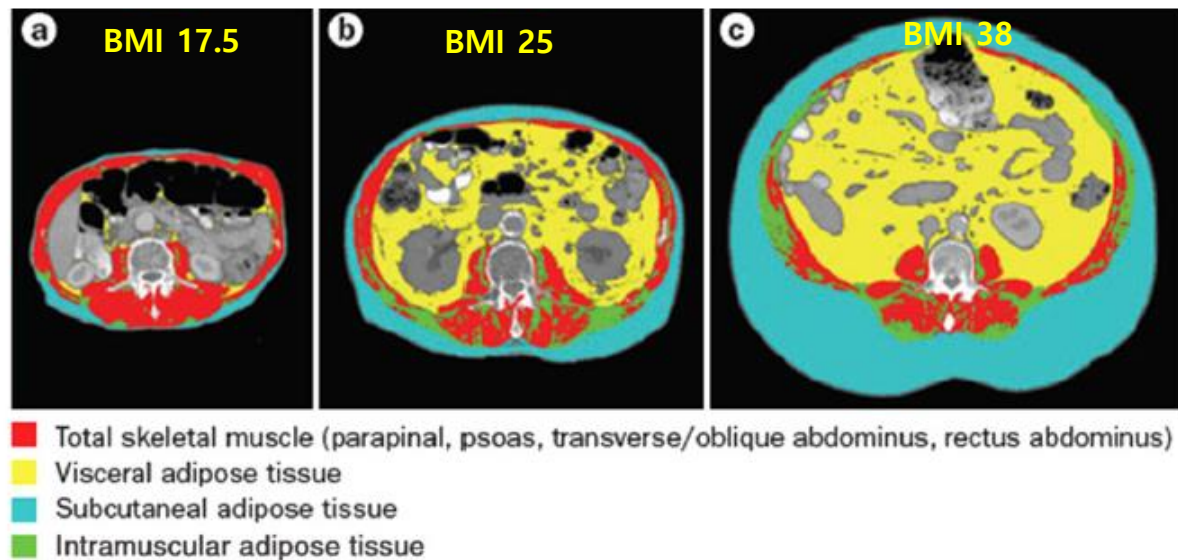 a BMI 17.5
b BMI 25
c BMI 38
Total skeletal muscle (parapinal, psoas, transverse/oblique abdominus, rectus abdominus)
Visceral adipose tissue
Subcutaneal adipose tissue
Intramuscular adipose tissue